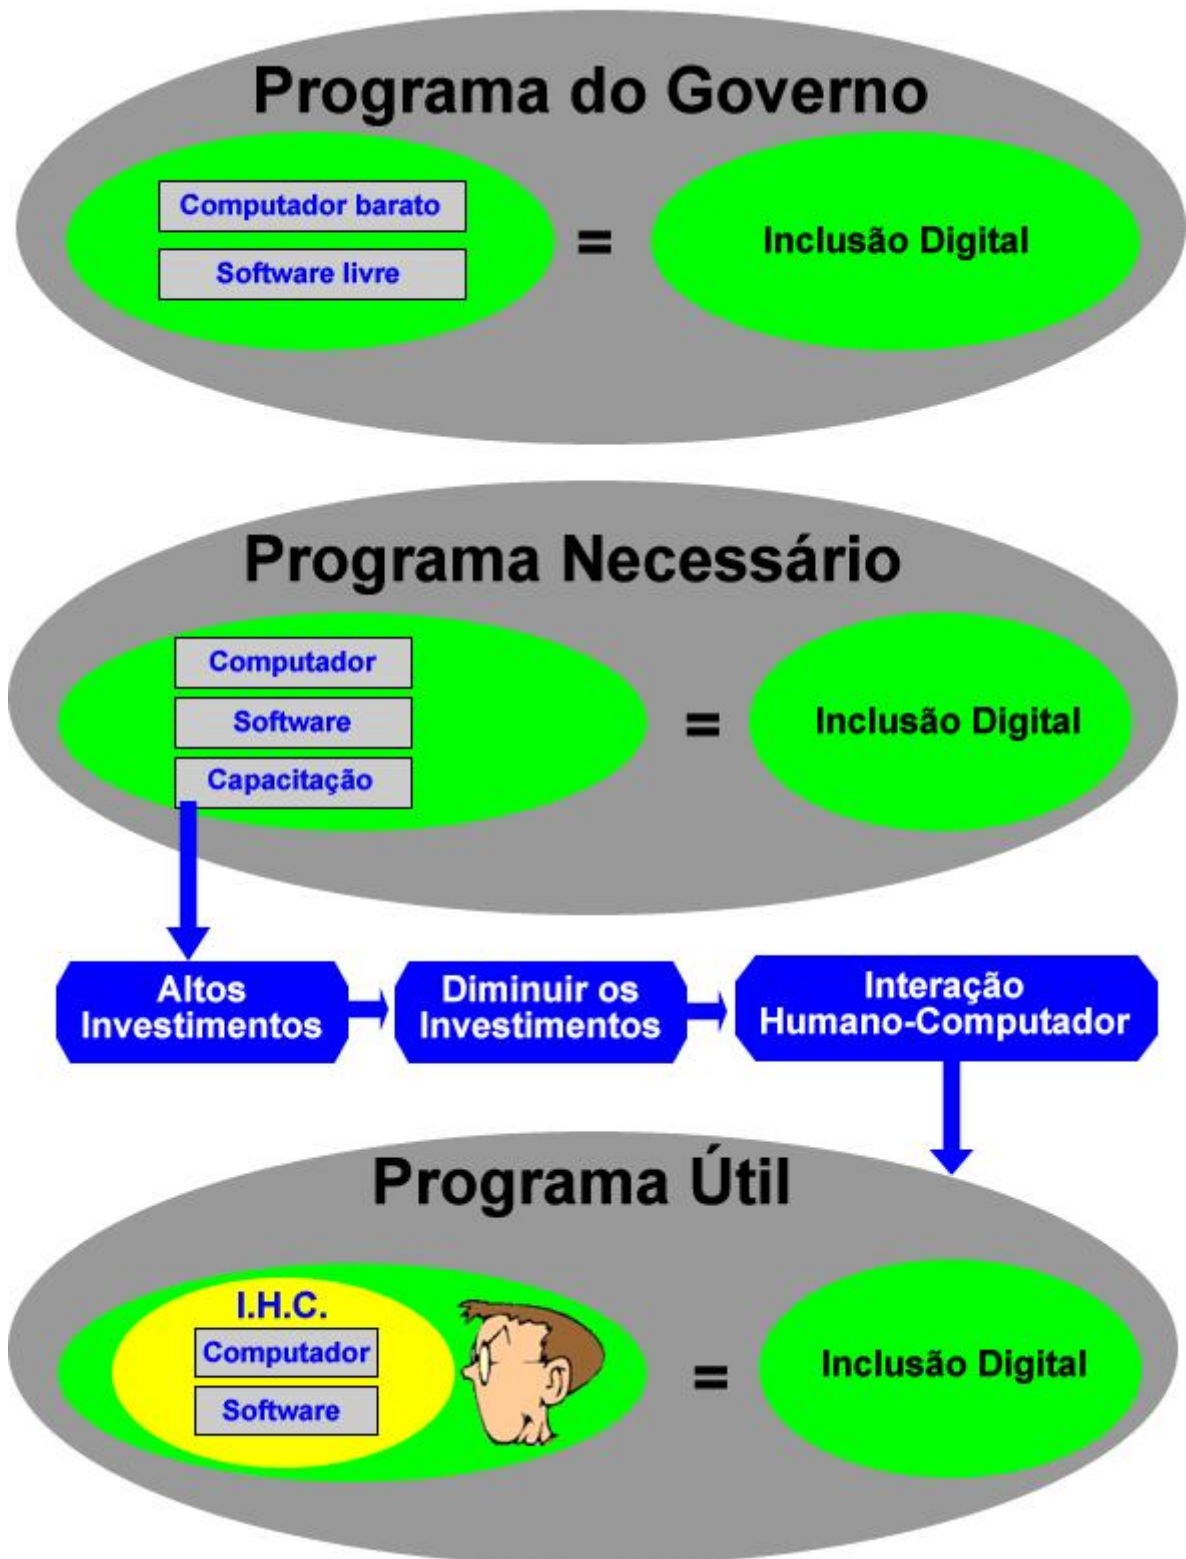 Programa do Governo
Computador barato
Software livre
=
Inclusão Digital
Programa Necessário
Computador
Software
Capacitação
=
Inclusão Digital
Altos
Investimentos
Diminuir os
Investimentos
Interação
Humano-Computador
Programa Útil
I.H.C.
Computador
Software
=
Inclusão Digital